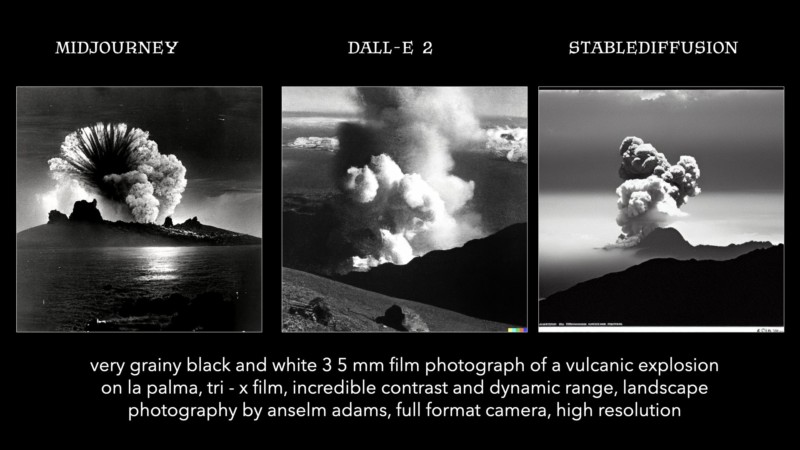 MIDJOURNEY
DALL-E 2
STABLEDIFFUSION
very grainy black and white 3 5 mm film photograph of a vulcanic explosion
on la palma, tri - x film, incredible contrast and dynamic range, landscape
photography by anselm adams, full format camera, high resolution